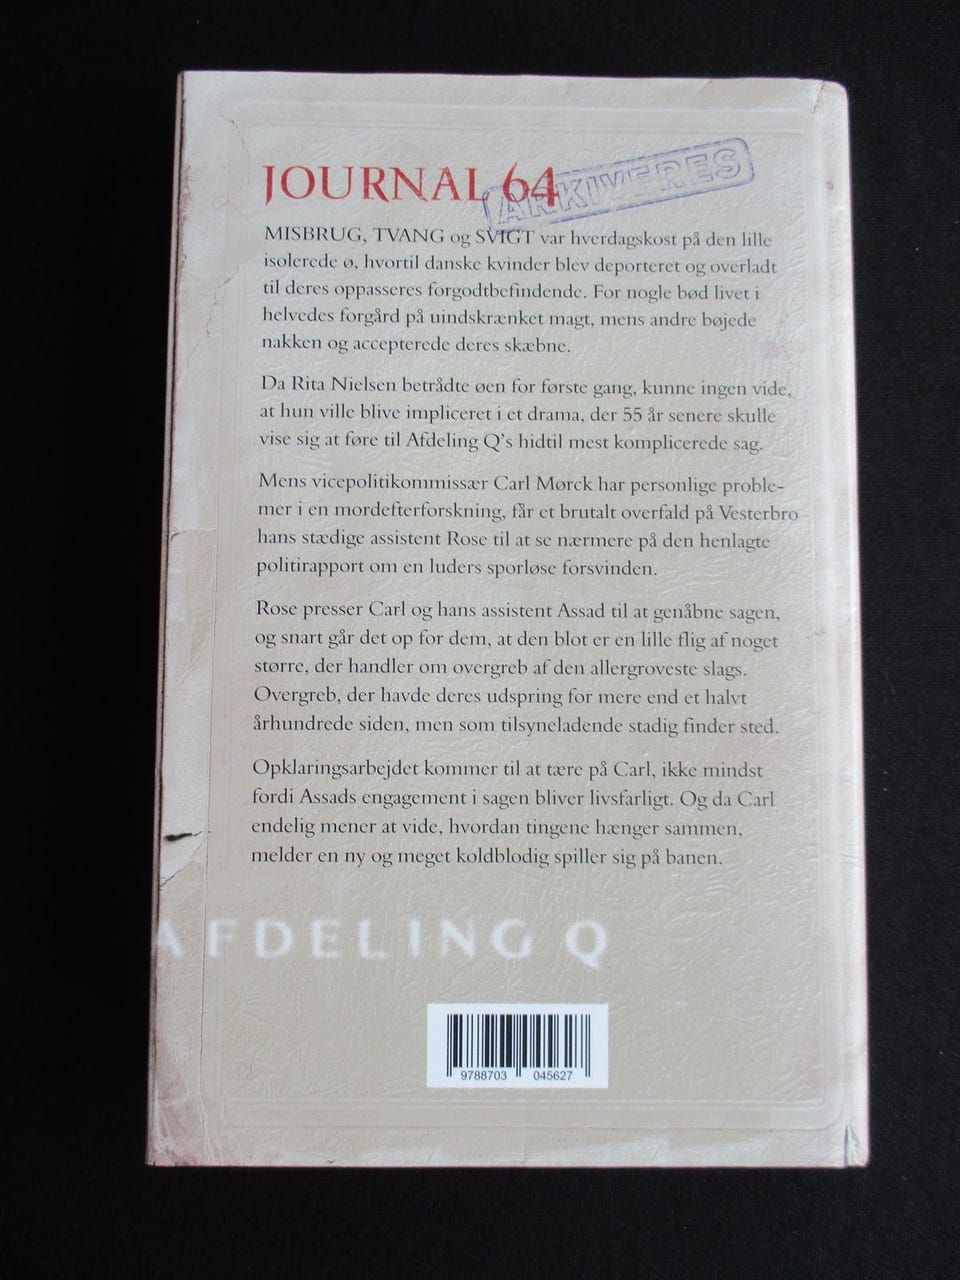 JOURNAL 64
ARKIVERES
MISBRUG, TVANG og SVIGT var hverdagskost på den lille
isolerede ø, hvortil danske kvinder blev deporteret og overladt
til deres oppasseres forgodtbefindende. For nogle bød livet i
helvedes forgård på uindskrænket magt, mens andre bøjede
nakken og accepterede deres skæbne.
Da Rita Nielsen betrådte øen for første gang, kunne ingen vide,
at hun ville blive impliceret i et drama, der 55 år senere skulle
vise sig at føre til Afdeling Q's hidtil mest komplicerede sag.
Mens vicepolitikommissær Carl Mørck har personlige proble-
mer i en mordefterforskning, får et brutalt overfald på Vesterbro
hans stædige assistent Rose til at se nærmere på den henlagte
politirapport om en luders sporløse forsvinden.
Rose presser Carl og hans assistent Assad til at genåbne sagen,
og snart går det op for dem, at den blot er en lille flig af noget
større, der handler om overgreb af den allergroveste slags.
Overgreb, der havde deres udspring for mere end et halvt
århundrede siden, men som tilsyneladende stadig finder sted.
Opklaringsarbejdet kommer til at tære på Carl, ikke mindst
fordi Assads engagement i sagen bliver livsfarligt. Og da Carl
endelig mener at vide, hvordan tingene hænger sammen,
melder en ny og meget koldblodig spiller sig på banen.
AFDELING Q
9788703 045627